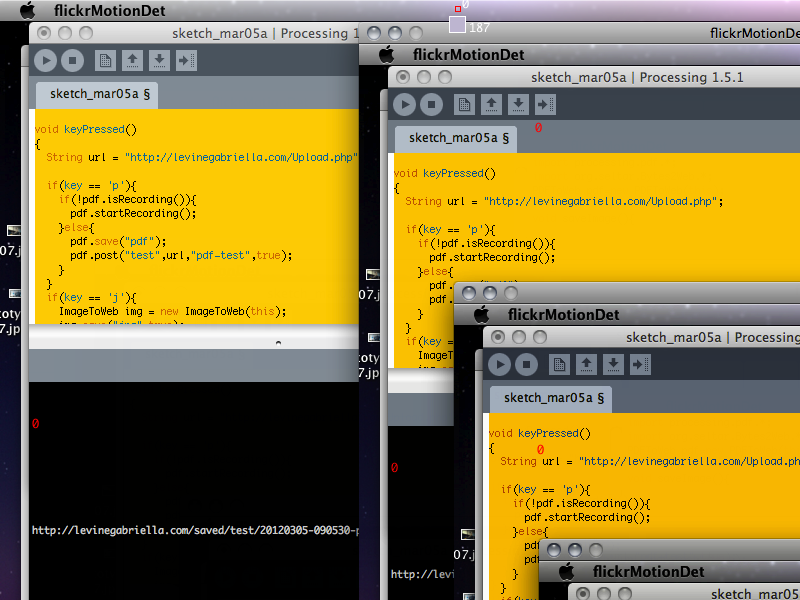 flickrMotionDet
sketch_mar05a | Processing 1
sketch_mar05a §
void keyPressed()
{
String url = "http://levinegabriella.com/Upload.php"
if(key == 'p'){
if(!pdf.isRecording()){
pdf.startRecording();
}else{
pdf.save("pdf");
pdf.post("test",url,"pdf-test",true);
}
}
if(key == 'j'){
ImageToWeb img = new ImageToWeb(this);
07.j
toty
7.jp
0
http://levinegabriella.com/saved/test/20120305-090530-p
0
187
flickrMotionDet
flickrMotionDet
sketch_mar05a | Processing 1.5.1
0
sketch_mar05a §
void keyPressed()
{
String url = "http://levinegabriella.com/Upload.php";
if(key == 'p'){
if(!pdf.isRecording()){
pdf.startRecording();
}else{
pdf.
pdf.
}
}
if(key =
ImageT
07.j
toty
7.jp
0
http://levi
flickrMotionDet
sketch_mar05a | Processing
sketch_mar05a §
void keyPressed()
{
0
String url = "http://levinegabriella.com/Upload.ph
if(key == 'p'){
if(!pdf.isRecording()){
pdf.startRecording();
}else{
pdf
pdf
}
}
07.j
flickrMotionDet
sketch_mar05a